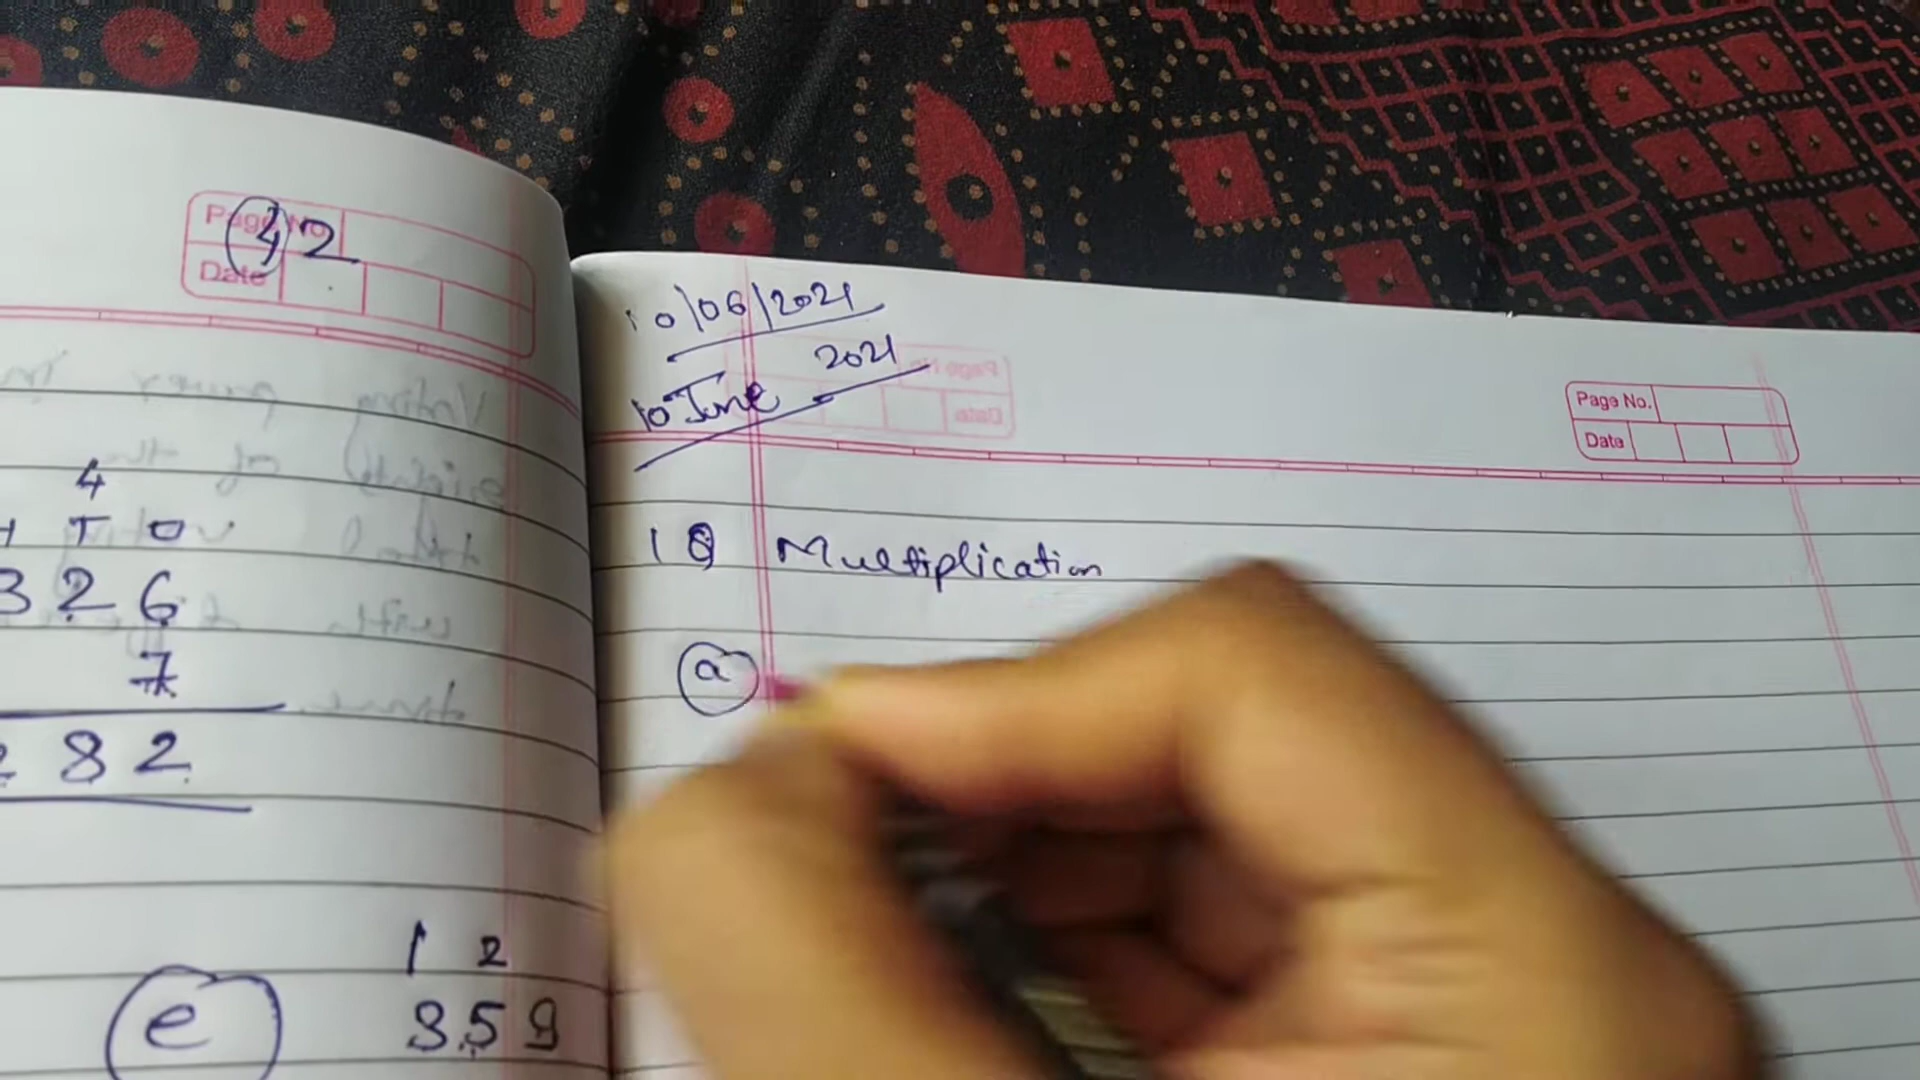 Page No.
42
Date
4
H T O
3 2 6
7
2 8 2
e
1 2
3 5 9
10/06/2021
10 June 2021
Page No.
Date
1 Q Multiplication
a